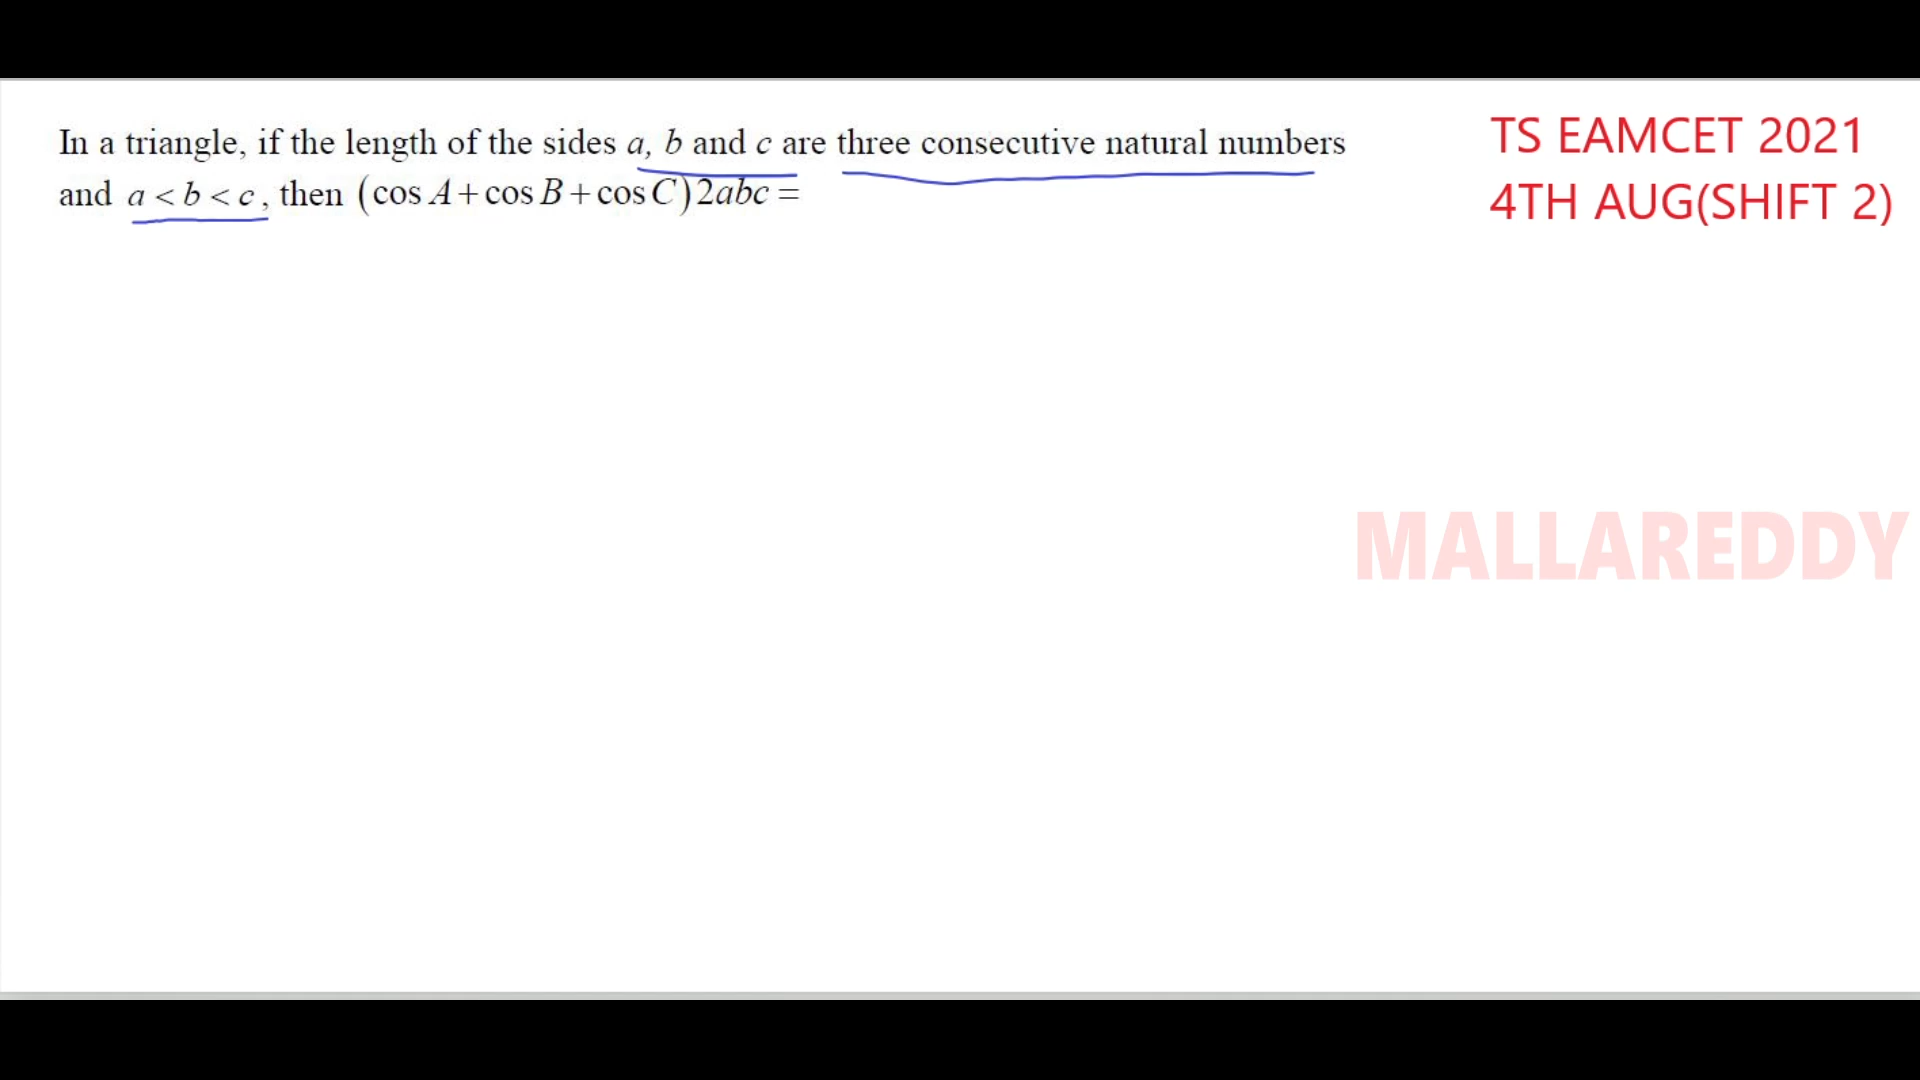 In a triangle, if the length of the sides a, b and c are three consecutive natural numbers
and a < b < c, then (cos A + cos B + cos C) 2abc =
TS EAMCET 2021
4TH AUG(SHIFT 2)
MALLAREDDY